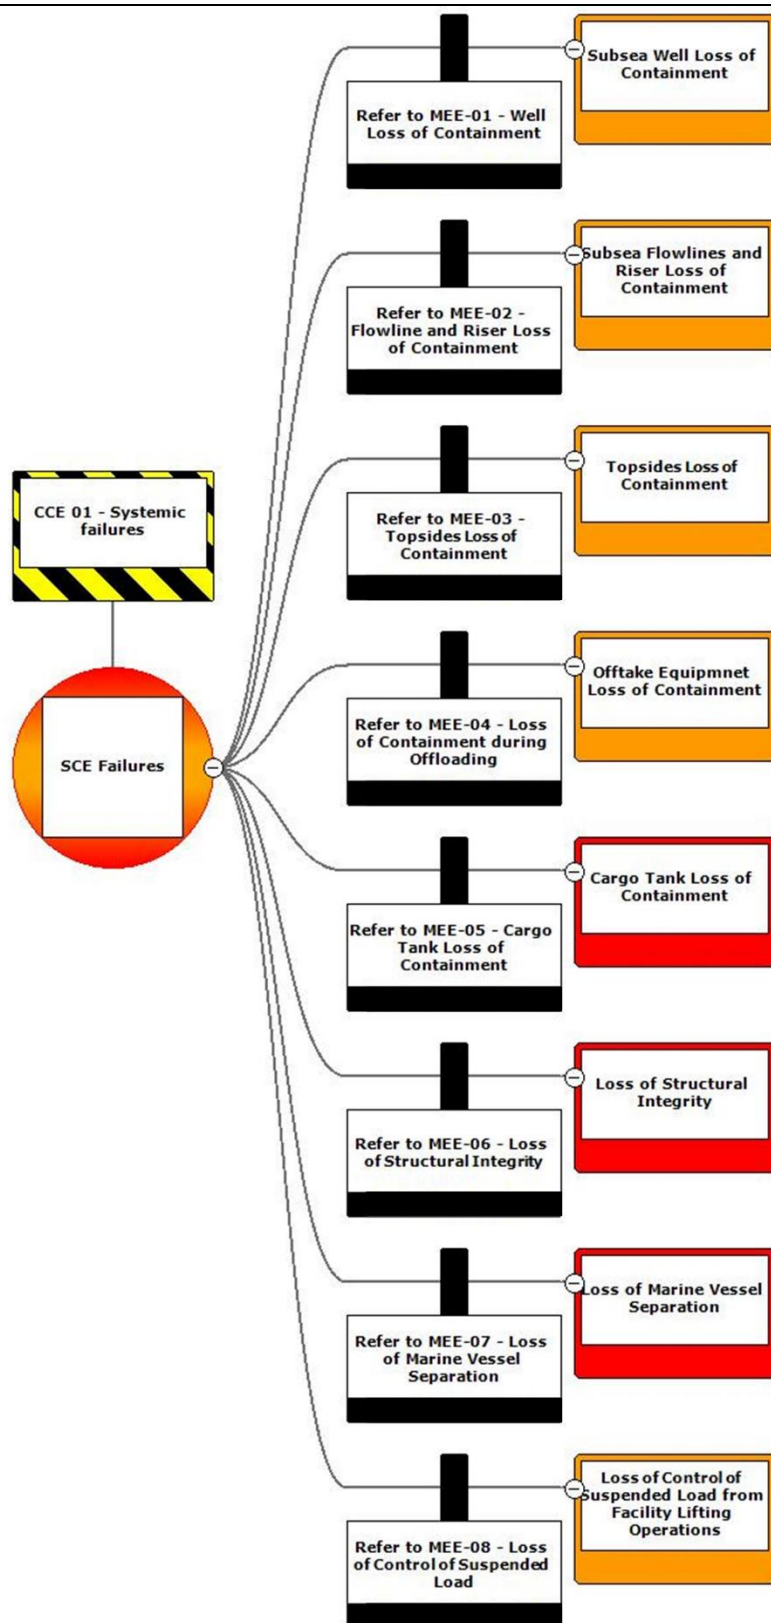 Subsea Well Loss of
Containment
Refer to MEE-01 - Well
Loss of Containment
Subsea Flowlines and
Riser Loss of
Containment
Refer to MEE-02 -
Flowline and Riser Loss
of Containment
Topsides Loss of
Containment
Refer to MEE-03 -
Topsides Loss of
Containment
CCE 01 - Systemic
failures
SCE Failures
Offtake Equipmnet
Loss of Containment
Refer to MEE-04 - Loss
of Containment during
Offloading
Cargo Tank Loss of
Containment
Refer to MEE-05 - Cargo
Tank Loss of
Containment
Loss of Structural
Integrity
Refer to MEE-06 - Loss
of Structural Integrity
Loss of Marine Vessel
Separation
Refer to MEE-07 - Loss
of Marine Vessel
Separation
Loss of Control of
Suspended Load from
Facility Lifting
Operations
Refer to MEE-08 - Loss
of Control of Suspended
Load